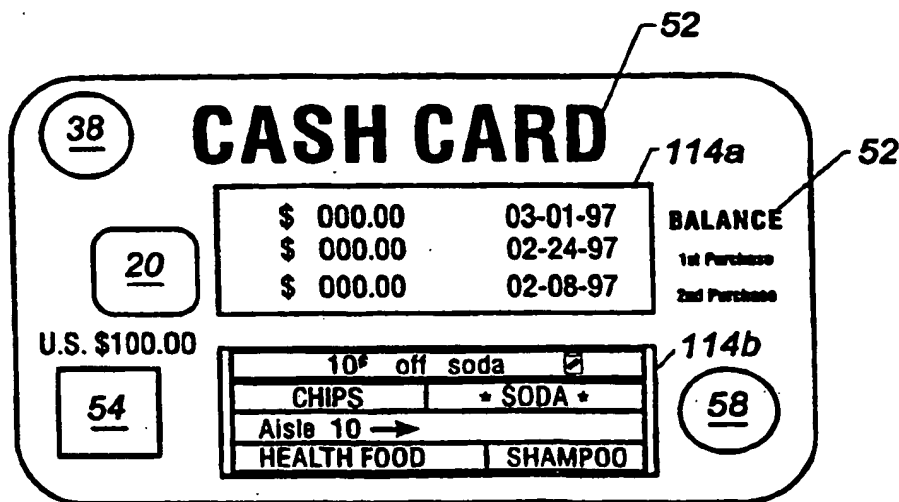 52
38 CASH CARD
114a 52
$ 000.00 03-01-97 BALANCE
$ 000.00 02-24-97 1st Purchase
$ 000.00 02-08-97 2nd Purchase
20
U.S. $100.00
114b
10¢ off soda
CHIPS * SODA *
54 58
Aisle 10 →
HEALTH FOOD SHAMPOO